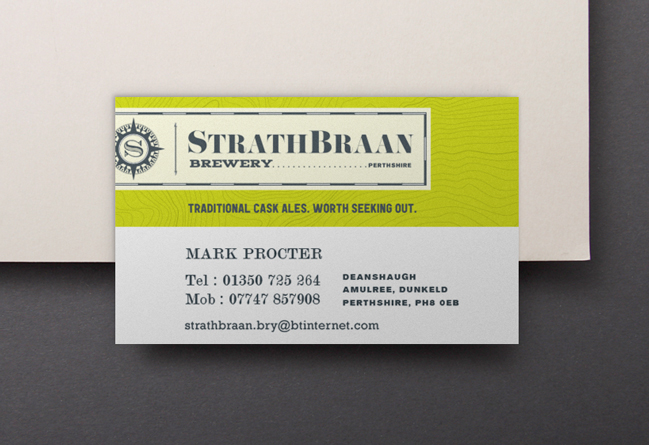 S
STRATHBRAAN
BREWERY....................PERTHSHIRE
TRADITIONAL CASK ALES. WORTH SEEKING OUT.
MARK PROCTER
Tel : 01350 725 264
Mob : 07747 857908
DEANSHAUGH
AMULREE, DUNKELD
PERTHSHIRE, PH8 0EB
strathbraan.bry@btinternet.com